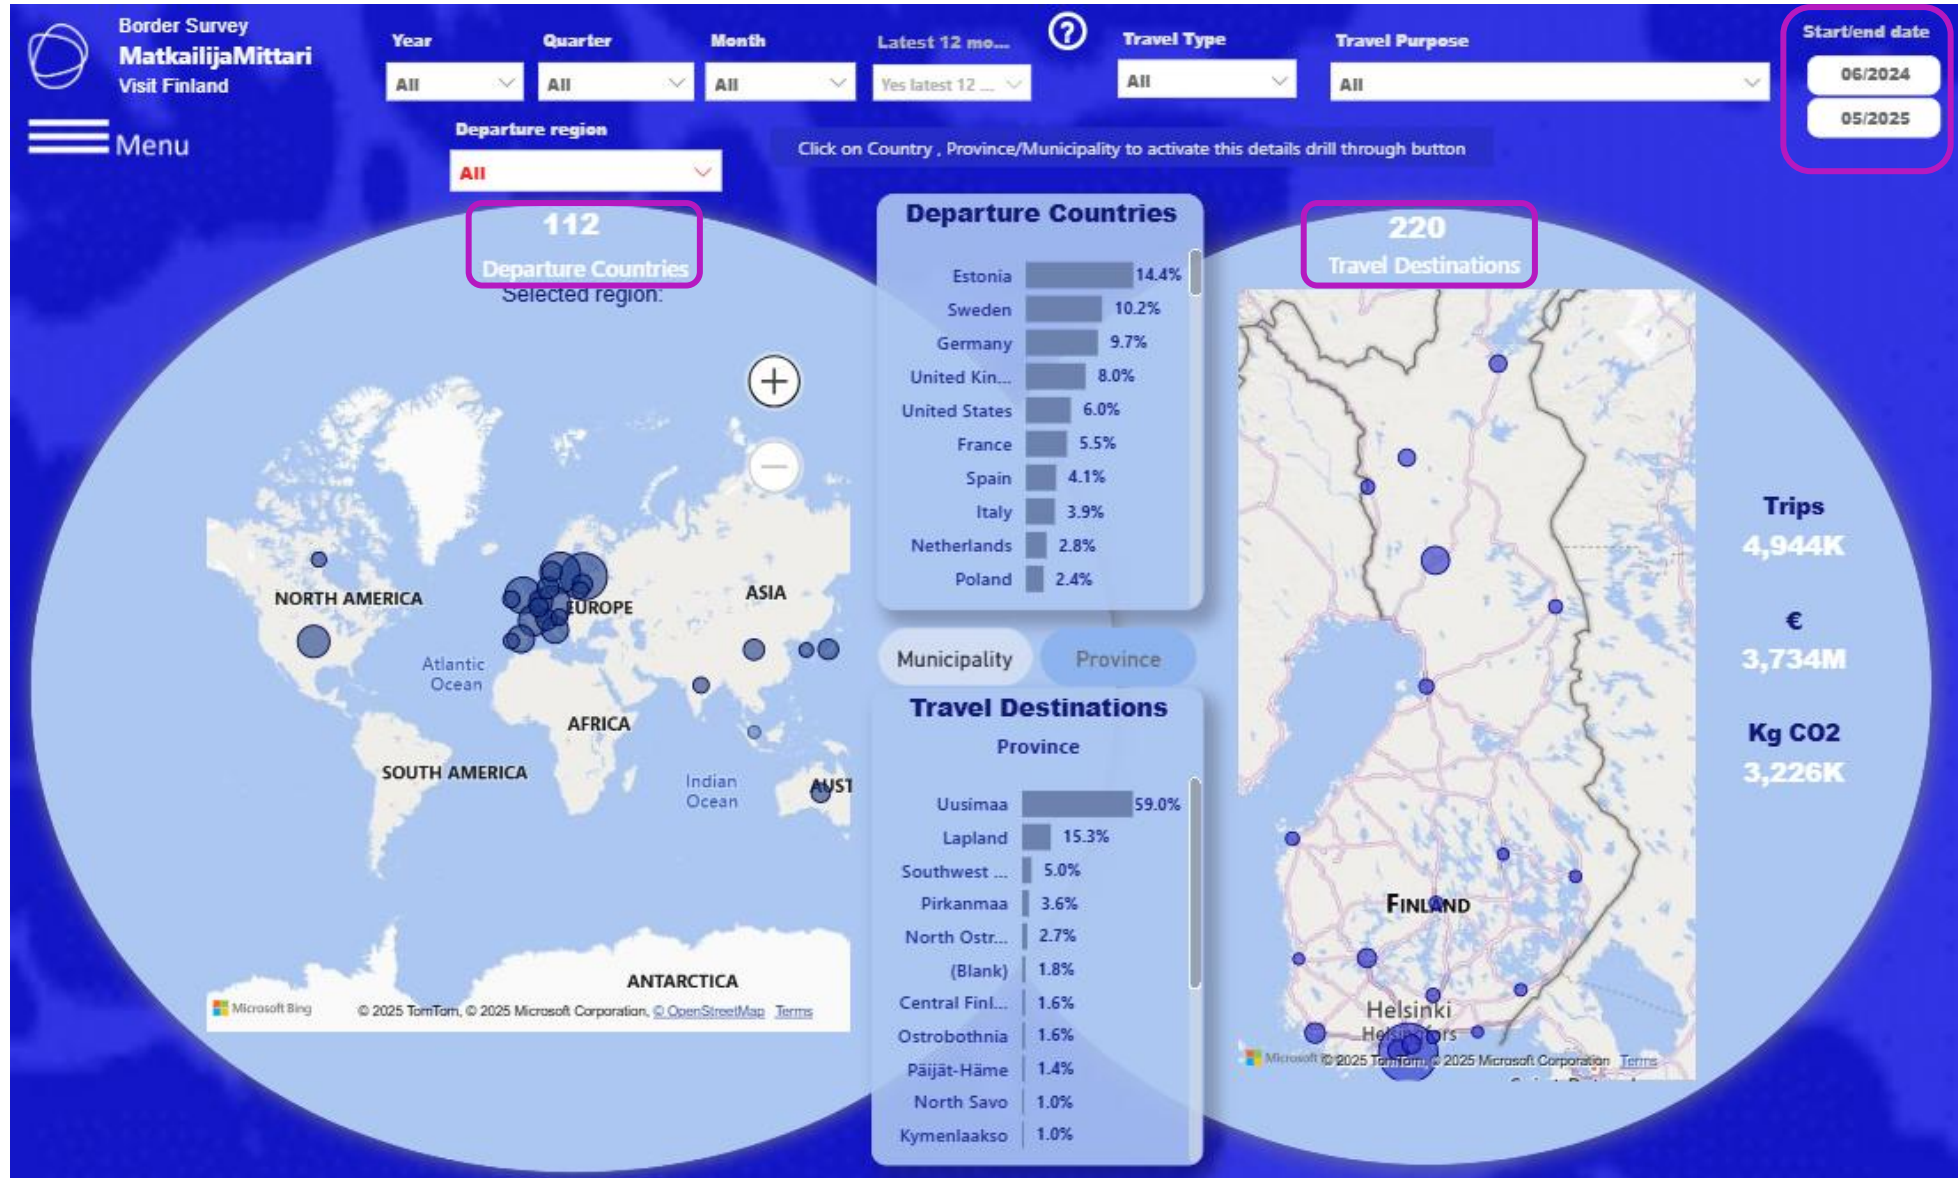 Border Survey
MatkailijaMittari
Visit Finland
Menu
Year
All
Quarter
All
Month
All
Latest 12 mo...
Yes latest 12 ...
?
Travel Type
All
Travel Purpose
All
Start/end date
06/2024
05/2025
Departure region
All
Click on Country , Province/Municipality to activate this details drill through button
112
Departure Countries
Selected region:
NORTH AMERICA
EUROPE
ASIA
Atlantic
Ocean
AFRICA
SOUTH AMERICA
Indian
Ocean
AUST
ANTARCTICA
Microsoft Bing
© 2025 TomTom, © 2025 Microsoft Corporation, © OpenStreetMap Terms
Departure Countries
Estonia 14.4%
Sweden 10.2%
Germany 9.7%
United Kin... 8.0%
United States 6.0%
France 5.5%
Spain 4.1%
Italy 3.9%
Netherlands 2.8%
Poland 2.4%
Municipality Province
Travel Destinations
Province
Uusimaa 59.0%
Lapland 15.3%
Southwest ... 5.0%
Pirkanmaa 3.6%
North Ostr... 2.7%
(Blank) 1.8%
Central Finl... 1.6%
Ostrobothnia 1.6%
Päijät-Häme 1.4%
North Savo 1.0%
Kymenlaakso 1.0%
220
Travel Destinations
FINLAND
Helsinki
Helsingfors
Microsoft
© 2025 TomTom, © 2025 Microsoft Corporation Terms
Trips
4,944K
€
3,734M
Kg CO2
3,226K